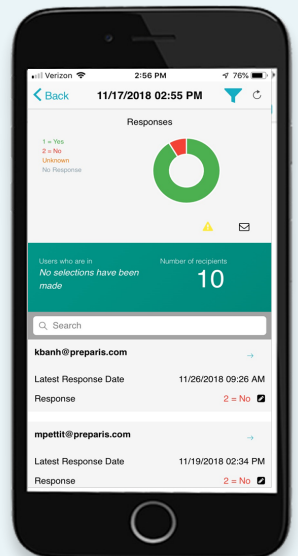 Verizon 2:56 PM 76%
Back 11/17/2018 02:55 PM
Responses
1 = Yes
2 = No
Unknown
No Response
Users who are in
No selections have been
made
Number of recipients
10
Search
kbanh@preparis.com
Latest Response Date 11/26/2018 09:26 AM
Response 2 = No
mpettit@preparis.com
Latest Response Date 11/19/2018 02:34 PM
Response 2 = No